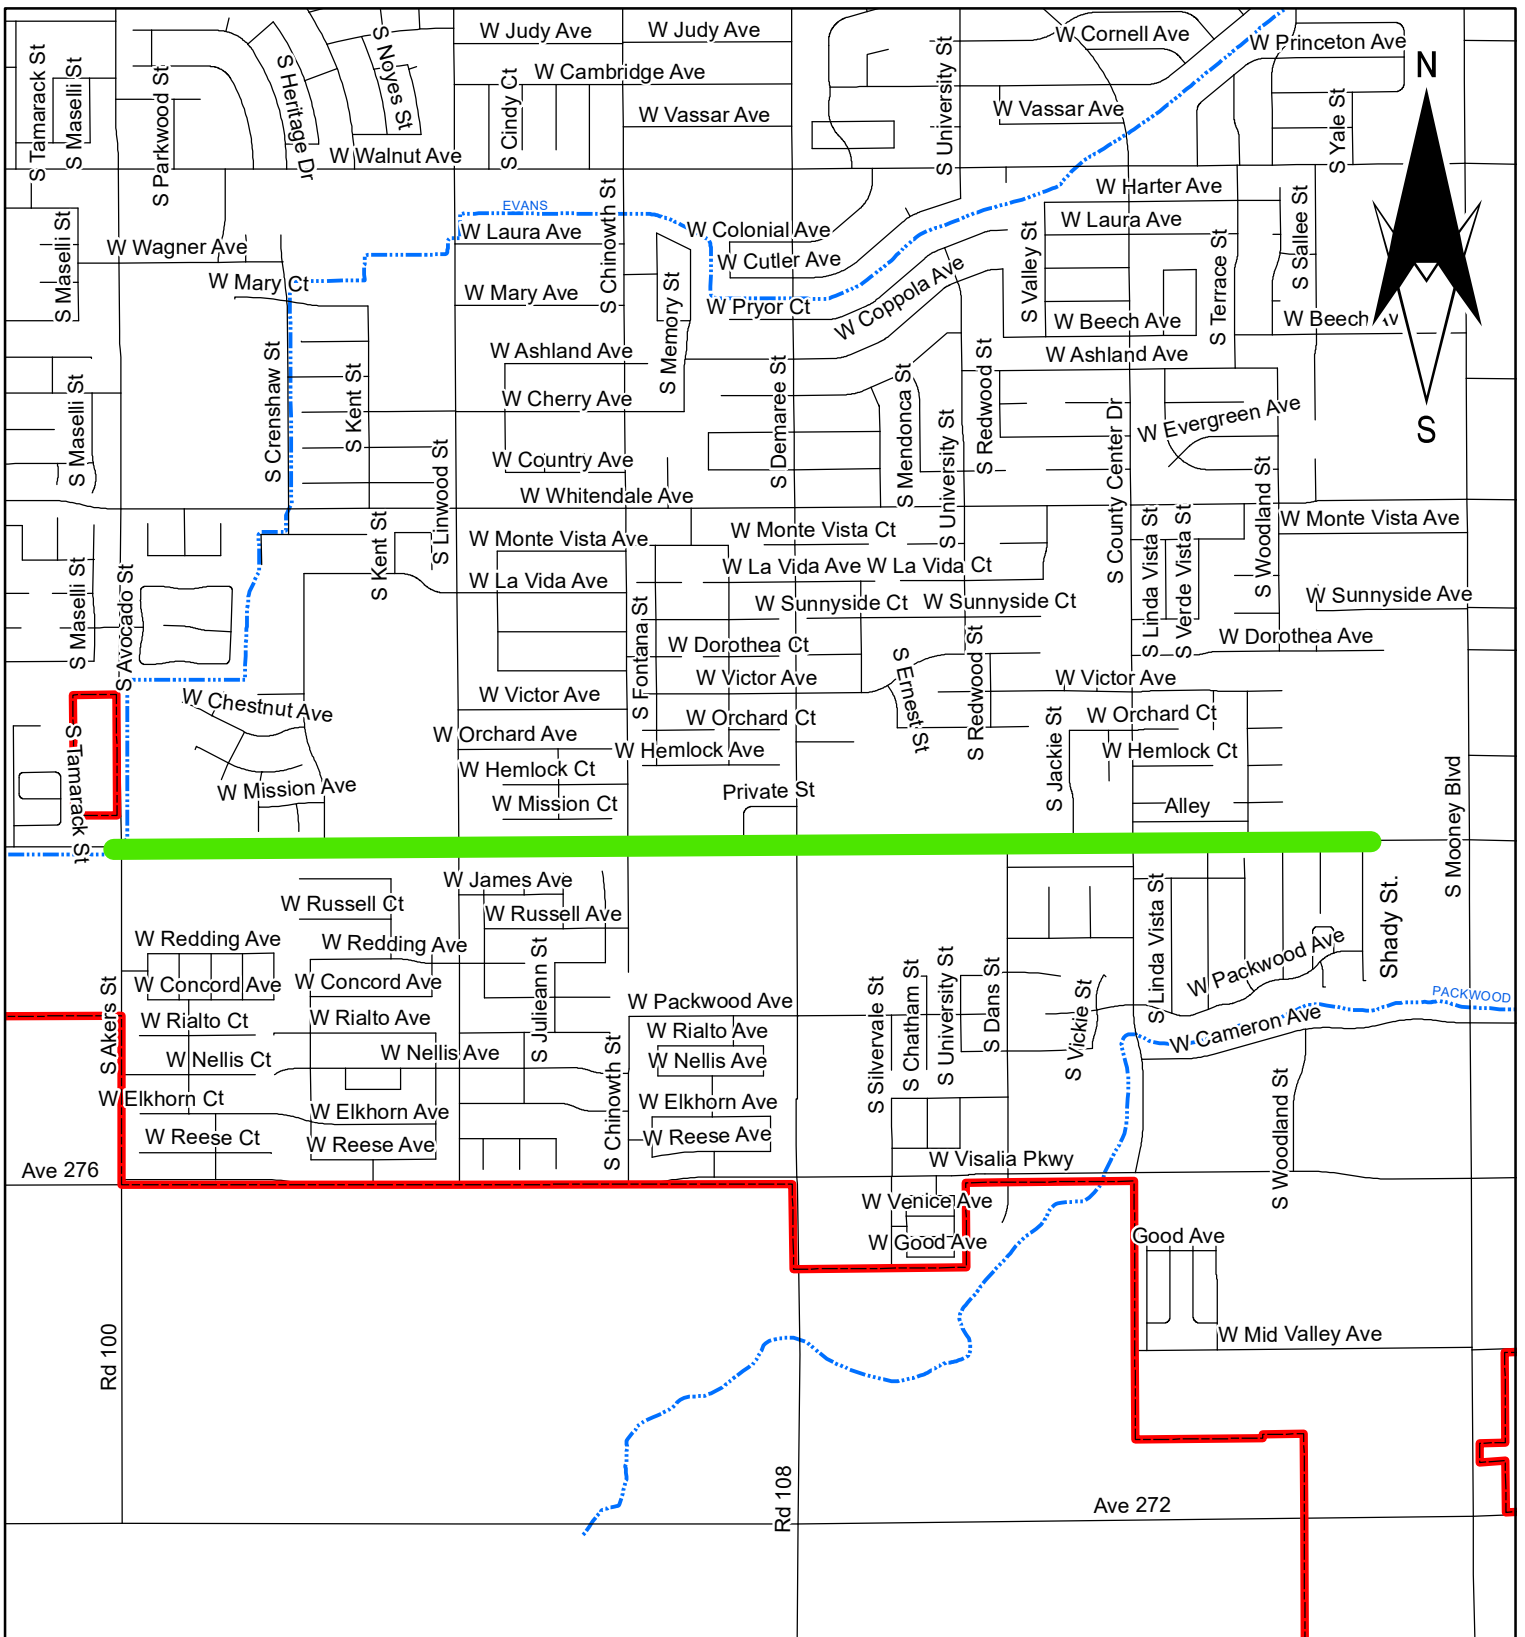 W Judy Ave
W Judy Ave
W Cornell Ave
W Princeton Ave
S Tamarack St
S Maselli St
S Parkwood St
S Heritage Dr
S Noyes St
W Cambridge Ave
S Cindy Ct
W Vassar Ave
S University St
W Vassar Ave
S Yale St
N
W Walnut Ave
W Harter Ave
EVANS
S Chinowth St
W Laura Ave
W Colonial Ave
W Laura Ave
S Maselli St
W Wagner Ave
W Cutler Ave
S Valley St
S Terrace St
S Sallee St
W Mary Ct
W Mary Ave
S Memory St
W Pryor Ct
W Coppola Ave
W Beech Ave
W Beech Av
W Ashland Ave
W Ashland Ave
S Crenshaw St
S Kent St
S Maselli St
W Cherry Ave
S Demaree St
S Mendonca St
S Redwood St
W Evergreen Ave
S
S Linwood St
W Country Ave
S University St
S County Center Dr
S Woodland St
W Whitendale Ave
W Monte Vista Ave
W Monte Vista Ct
W Monte Vista Ave
S Kent St
S Maselli St
S Avocado St
W La Vida Ave
W La Vida Ave
W La Vida Ct
S Linda Vista St
S Verde Vista St
W Sunnyside Ct
W Sunnyside Ct
W Sunnyside Ave
S Fontana St
W Dorothea Ct
W Dorothea Ave
W Victor Ave
W Victor Ave
W Victor Ave
S Ernest St
S Redwood St
W Chestnut Ave
W Orchard Ct
W Orchard Ct
S Tamarack St
W Orchard Ave
W Hemlock Ave
W Hemlock Ct
S Jackie St
W Hemlock Ct
W Mission Ave
W Mission Ct
Private St
Alley
S Mooney Blvd
W James Ave
W Russell Ct
W Russell Ave
S Linda Vista St
Shady St.
W Redding Ave
W Redding Ave
S Julieann St
W Packwood Ave
W Concord Ave
W Concord Ave
S Akers St
W Packwood Ave
S Silvervale St
S Chatham St
S University St
S Dans St
S Vickie St
PACKWOOD
W Rialto Ct
W Rialto Ave
W Rialto Ave
W Cameron Ave
W Nellis Ct
W Nellis Ave
W Nellis Ave
S Chinowth St
W Elkhorn Ct
W Elkhorn Ave
W Elkhorn Ave
S Woodland St
W Reese Ct
W Reese Ave
W Reese Ave
Ave 276
W Visalia Pkwy
W Venice Ave
W Good Ave
Good Ave
Rd 100
W Mid Valley Ave
Rd 108
Ave 272